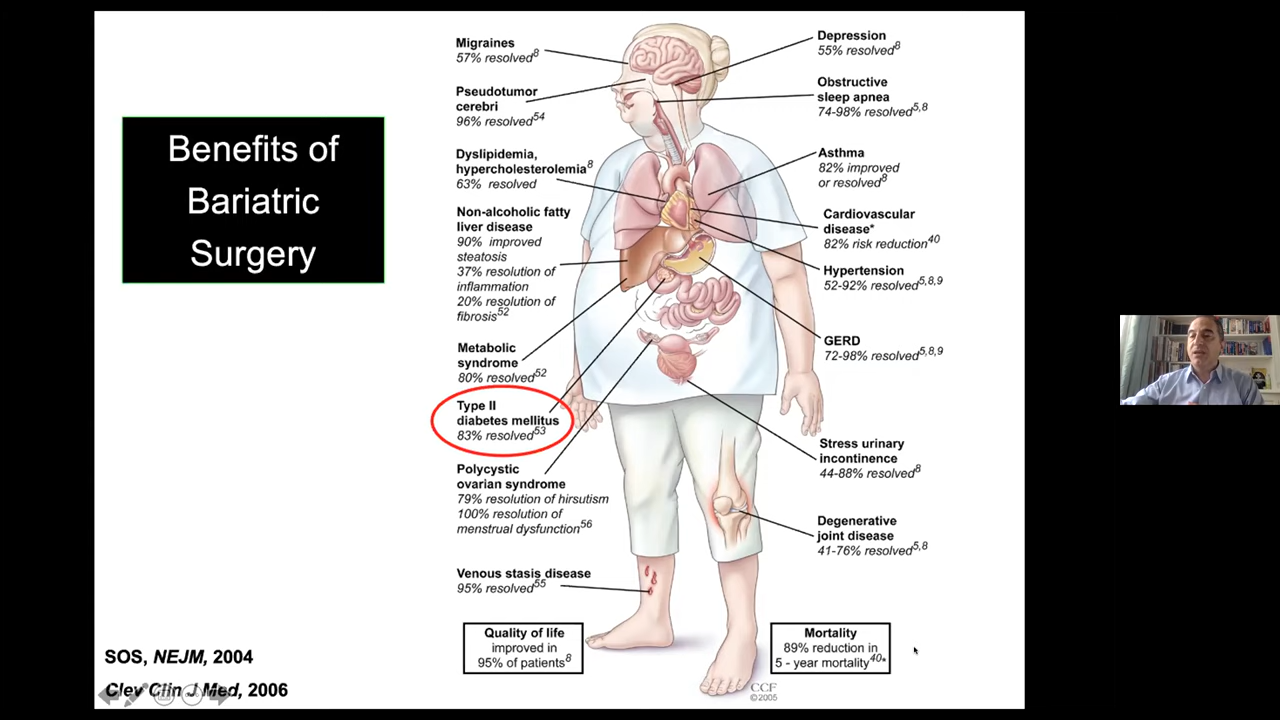 Benefits of
Bariatric
Surgery
Migraines
57% resolved8
Pseudotumor
cerebri
96% resolved54
Dyslipidemia,
hypercholesterolemia8
63% resolved
Non-alcoholic fatty
liver disease
90% improved
steatosis
37% resolution of
inflammation
20% resolution of
fibrosis52
Metabolic
syndrome
80% resolved52
Type II
diabetes mellitus
83% resolved53
Polycystic
ovarian syndrome
79% resolution of hirsutism
100% resolution of
menstrual dysfunction56
Venous stasis disease
95% resolved55
Quality of life
improved in
95% of patients8
Depression
55% resolved8
Obstructive
sleep apnea
74-98% resolved5,8
Asthma
82% improved
or resolved8
Cardiovascular
disease*
82% risk reduction40
Hypertension
52-92% resolved5,8,9
GERD
72-98% resolved5,8,9
Stress urinary
incontinence
44-88% resolved8
Degenerative
joint disease
41-76% resolved5,8
Mortality
89% reduction in
5 - year mortality40*
CCF
©2005
SOS, NEJM, 2004
Clev Clin J Med, 2006